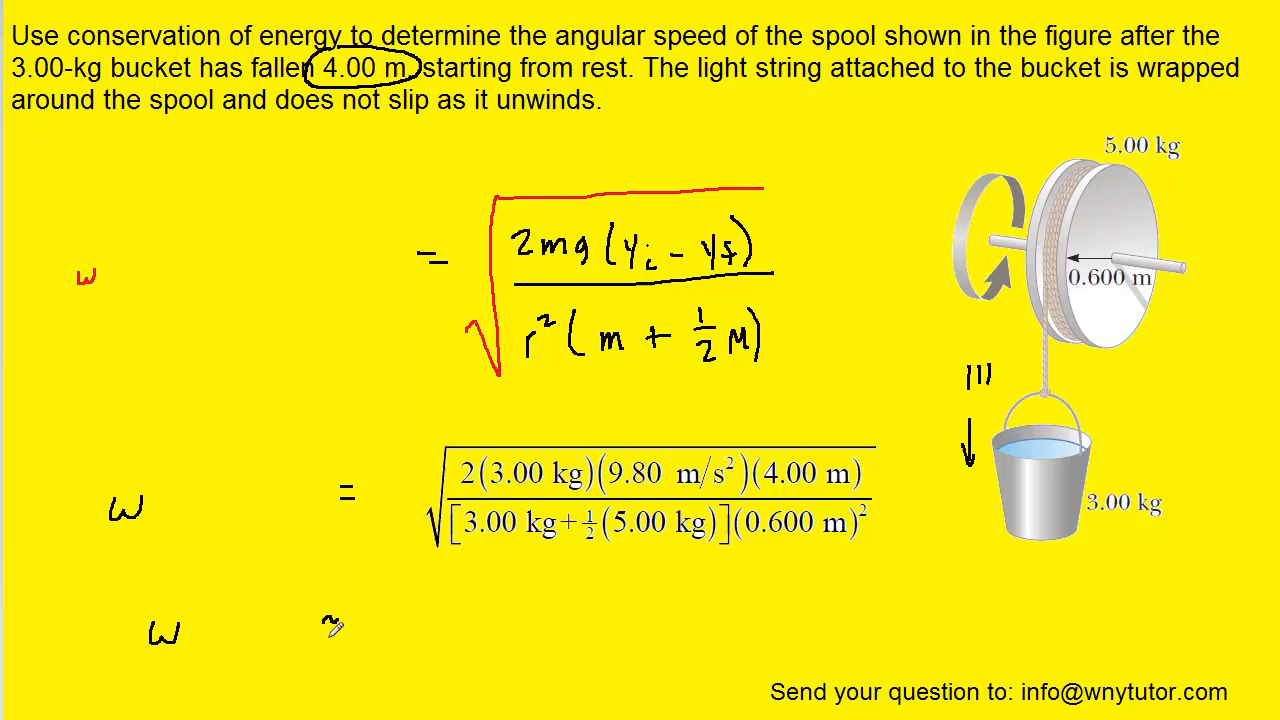 Use conservation of energy to determine the angular speed of the spool shown in the figure after the
3.00-kg bucket has fallen 4.00 m, starting from rest. The light string attached to the bucket is wrapped
around the spool and does not slip as it unwinds.
5.00 kg
ω = √(2mg(yᵢ - yf) / r²(m + ½M))
0.600 m
ω = √(2(3.00 kg)(9.80 m/s²)(4.00 m) / [3.00 kg+½(5.00 kg)](0.600 m)²)
3.00 kg
ω ≈
Send your question to: info@wnytutor.com